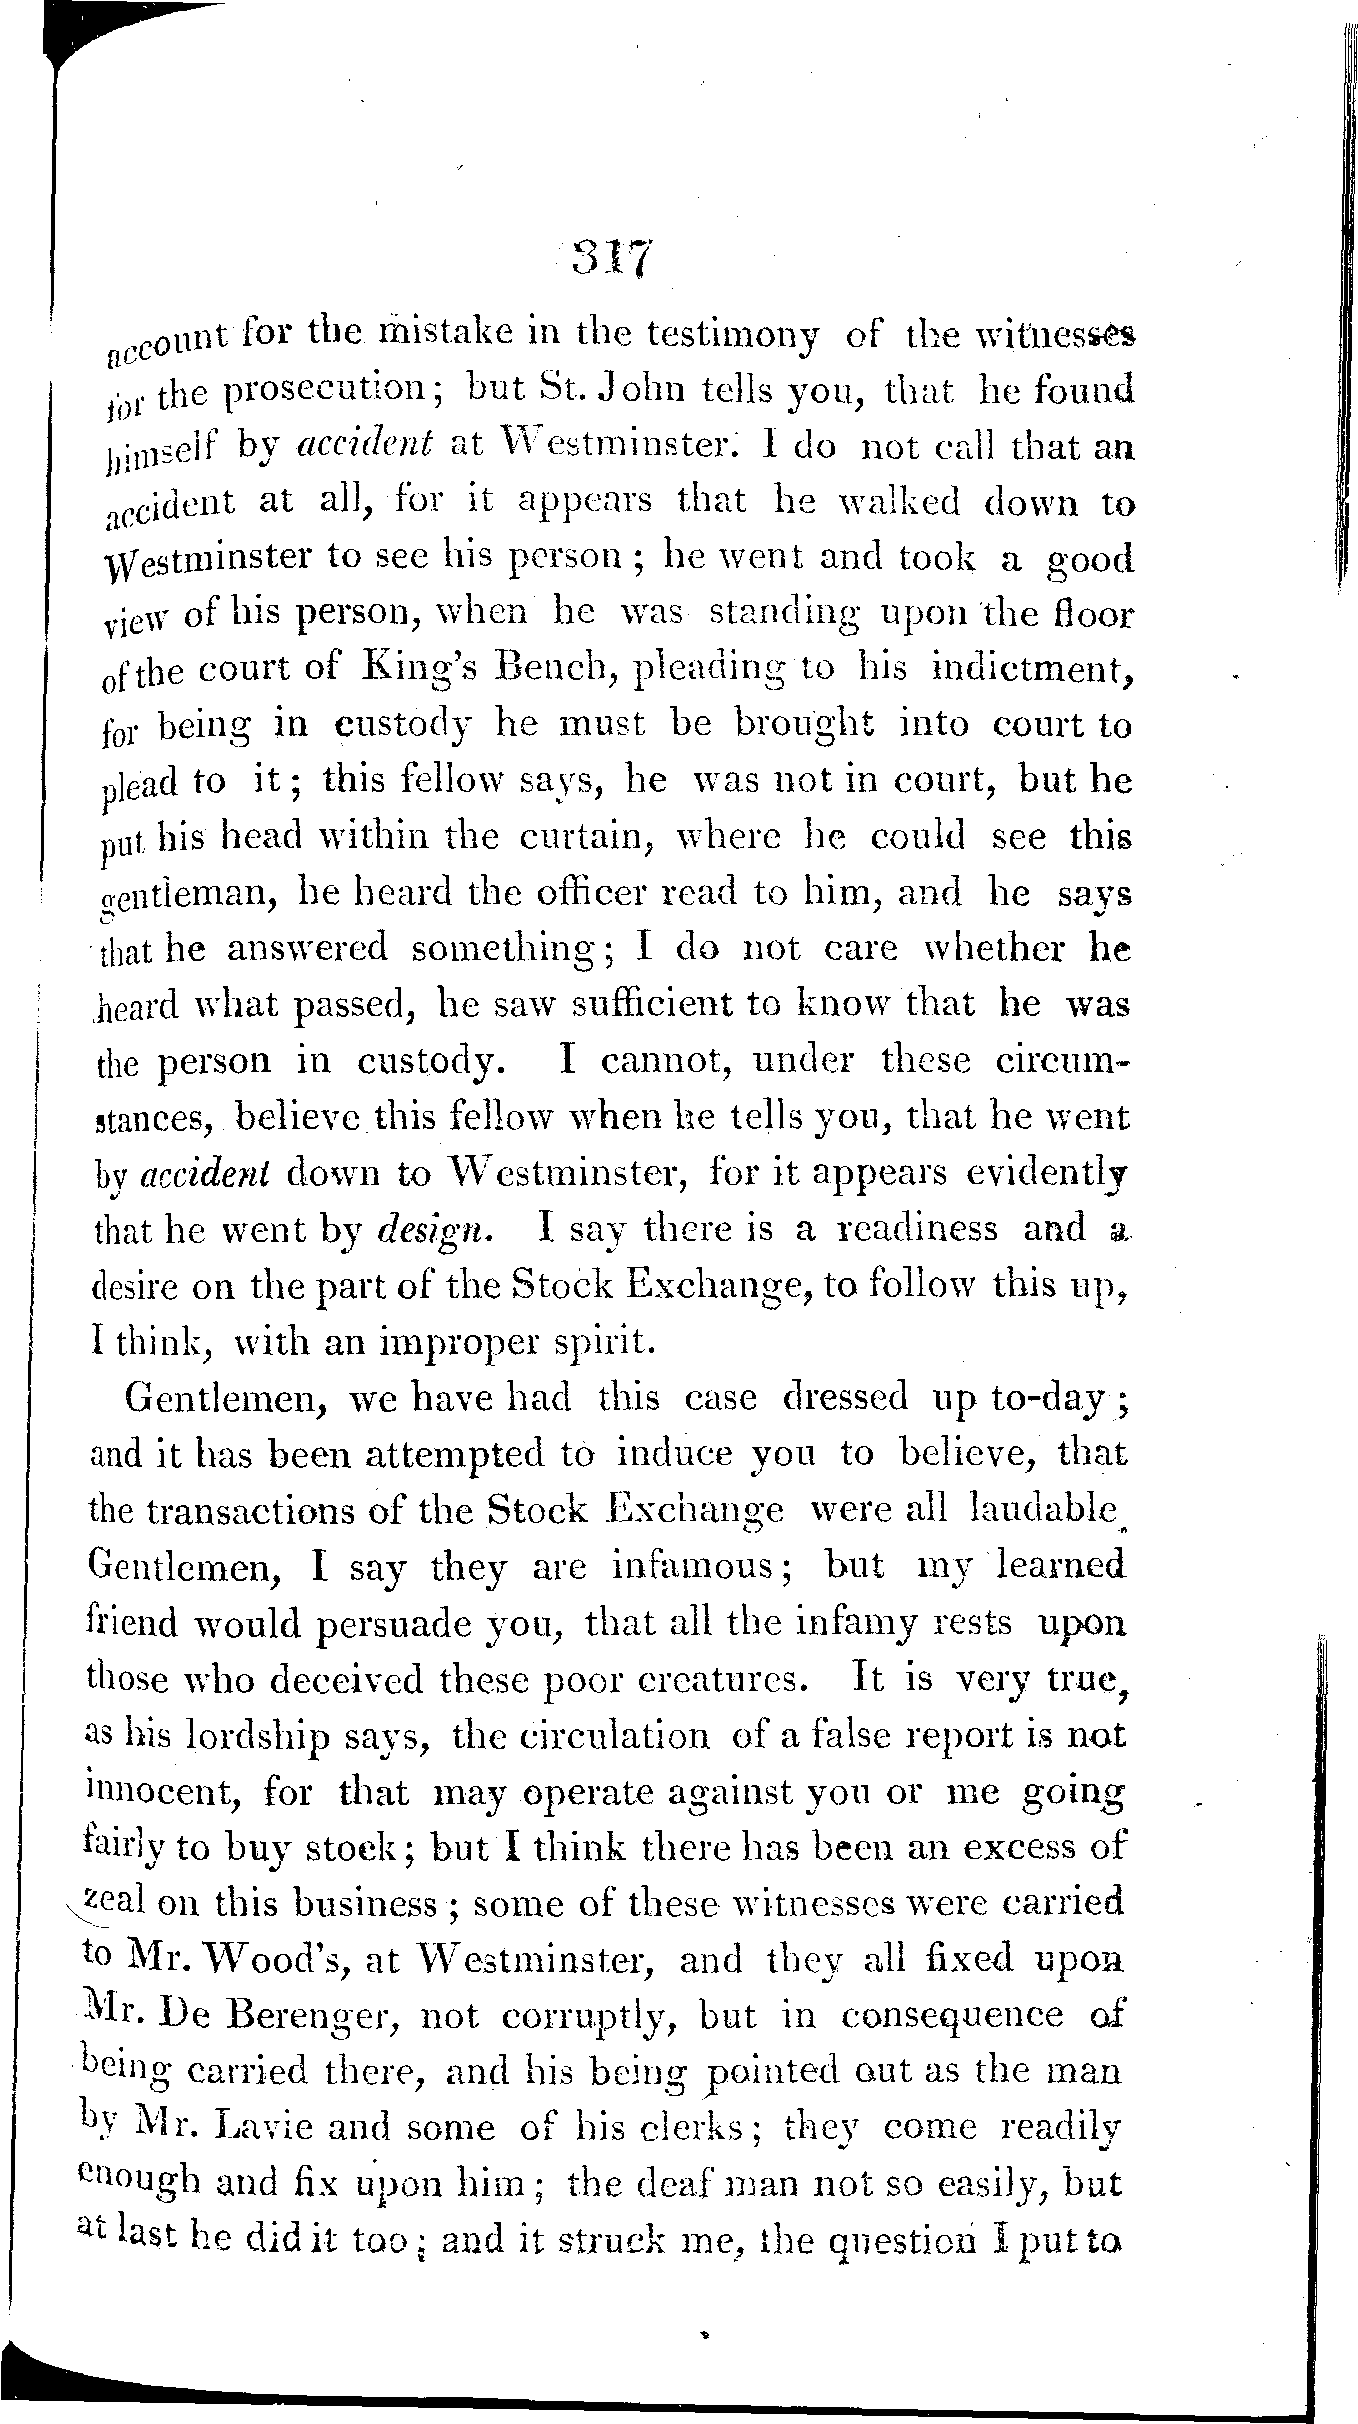 317
account for the mistake in the testimony of the witnesses
for the prosecution; but St. John tells you, that he found
himself by accident at Westminster. I do not call that an
accident at all, for it appears that he walked down to
Westminster to see his person; he went and took a good
view of his person, when he was standing upon the floor
of the court of King's Bench, pleading to his indictment,
for being in custody he must be brought into court to
plead to it; this fellow says, he was not in court, but he
put his head within the curtain, where he could see this
gentleman, he heard the officer read to him, and he says
that he answered something; I do not care whether he
heard what passed, he saw sufficient to know that he was
the person in custody. I cannot, under these circum-
stances, believe this fellow when he tells you, that he went
by accident down to Westminster, for it appears evidently
that he went by design. I say there is a readiness and a
desire on the part of the Stock Exchange, to follow this up,
I think, with an improper spirit.
Gentlemen, we have had this case dressed up to-day;
and it has been attempted to induce you to believe, that
the transactions of the Stock Exchange were all laudable.
Gentlemen, I say they are infamous; but my learned
friend would persuade you, that all the infamy rests upon
those who deceived these poor creatures. It is very true,
as his lordship says, the circulation of a false report is not
innocent, for that may operate against you or me going
fairly to buy stock; but I think there has been an excess of
zeal on this business; some of these witnesses were carried
to Mr. Wood's, at Westminster, and they all fixed upon
Mr. De Berenger, not corruptly, but in consequence of
being carried there, and his being pointed out as the man
by Mr. Lavie and some of his clerks; they come readily
enough and fix upon him; the deaf man not so easily, but
at last he did it too; and it struck me, the question I put to